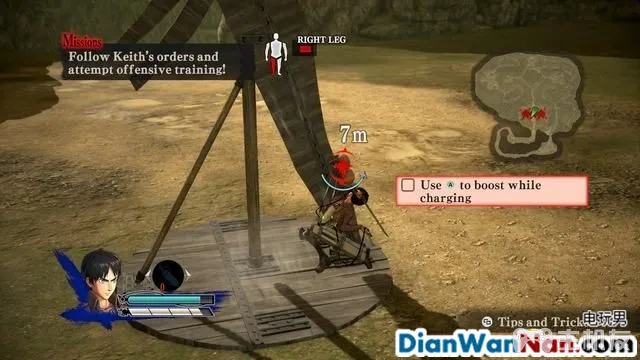 Missions
Follow Keith's orders and
attempt offensive training!
RIGHT LEG
7m
Use A to boost while
charging
Tips and Tricks
电玩男
DianWanNan.com